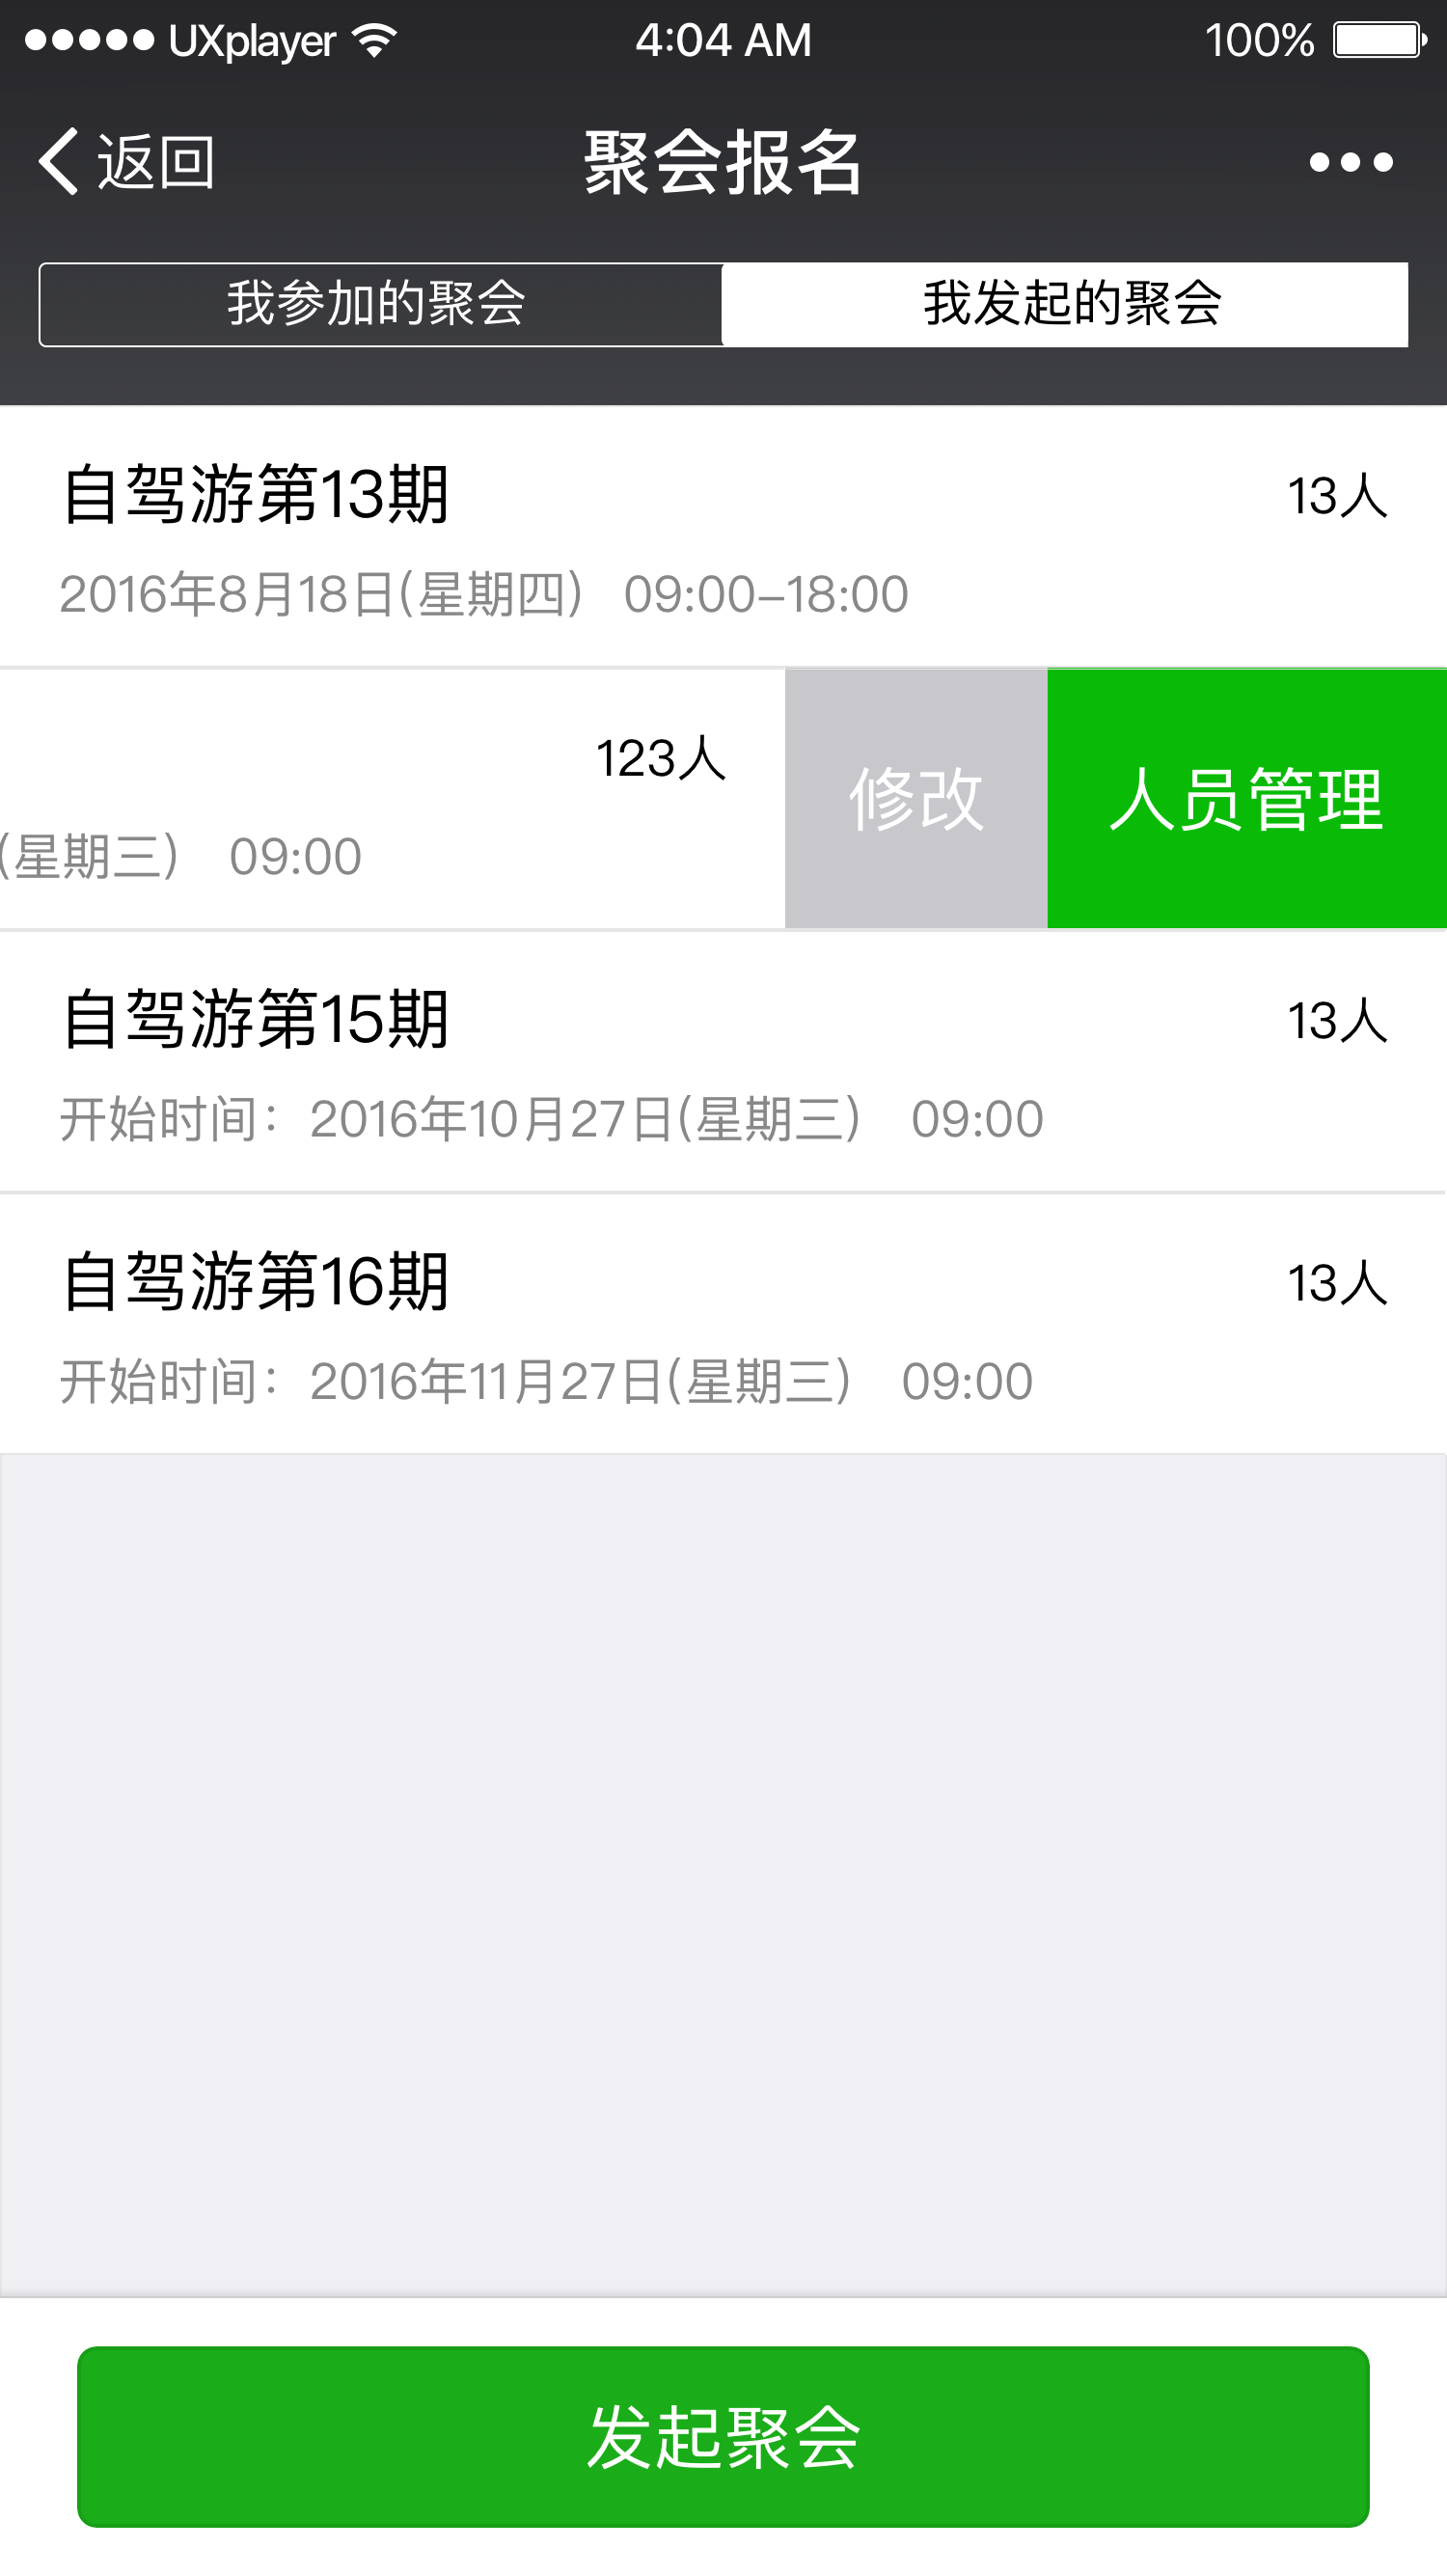 UXplayer 4:04 AM 100%
返回 聚会报名
我参加的聚会 我发起的聚会
自驾游第13期 13人
2016年8月18日(星期四) 09:00-18:00
123人 修改 人员管理
(星期三) 09:00
自驾游第15期 13人
开始时间：2016年10月27日(星期三) 09:00
自驾游第16期 13人
开始时间：2016年11月27日(星期三) 09:00
发起聚会